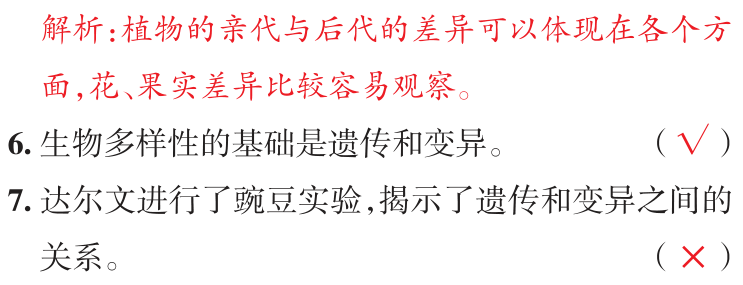 解析:植物的亲代与后代的差异可以体现在各个方
面,花、果实差异比较容易观察。
6. 生物多样性的基础是遗传和变异。 （ √ ）
7. 达尔文进行了豌豆实验,揭示了遗传和变异之间的
关系。 （ × ）